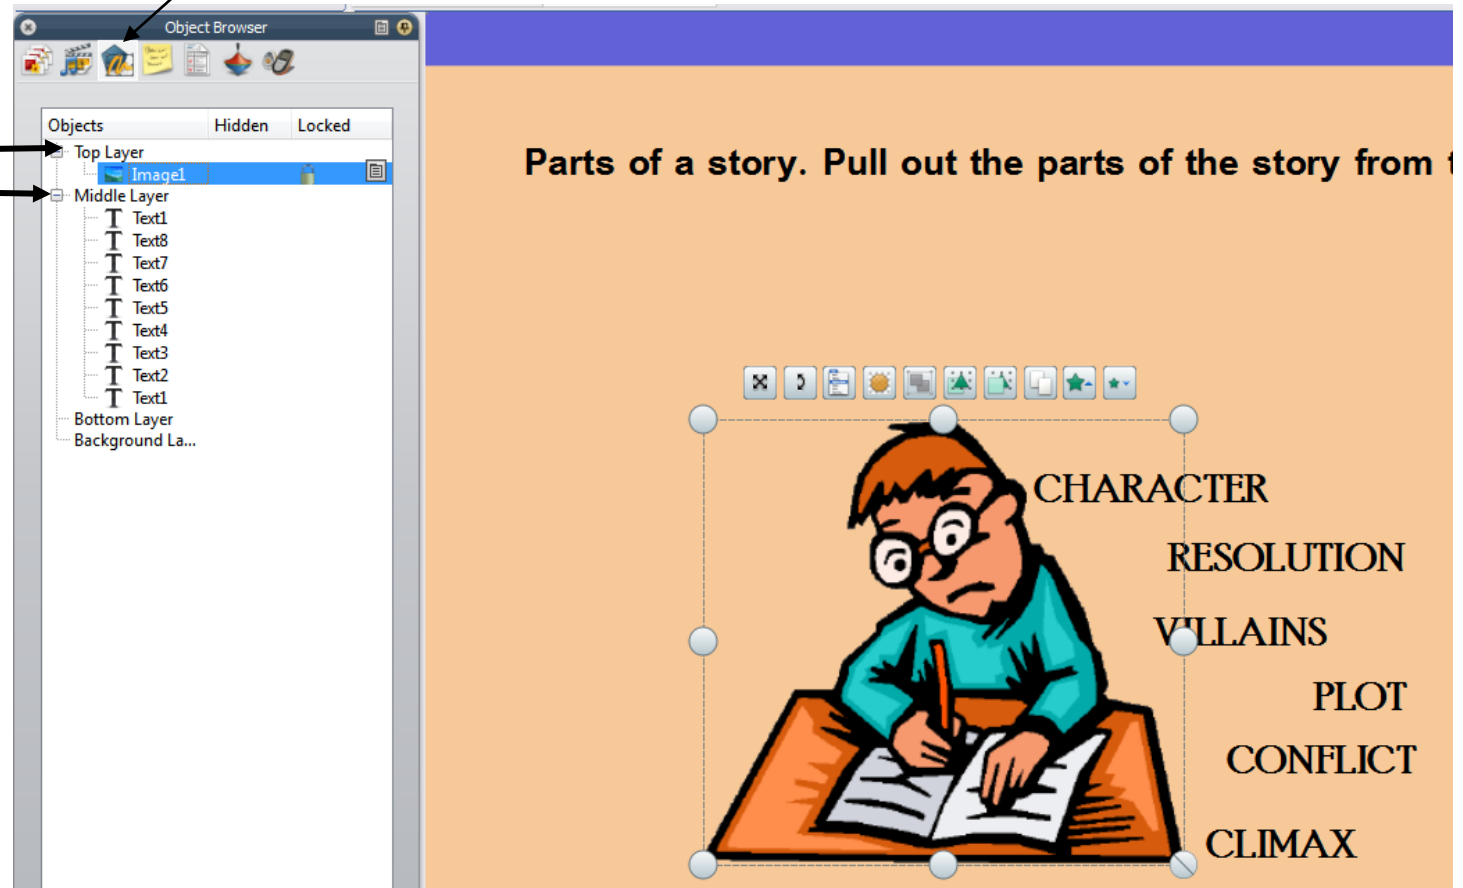 Object Browser
Objects Hidden Locked
Top Layer
Image1
Middle Layer
Text1
Text8
Text7
Text6
Text5
Text4
Text3
Text2
Text1
Bottom Layer
Background La...
Parts of a story. Pull out the parts of the story from
CHARACTER
RESOLUTION
VILLAINS
PLOT
CONFLICT
CLIMAX